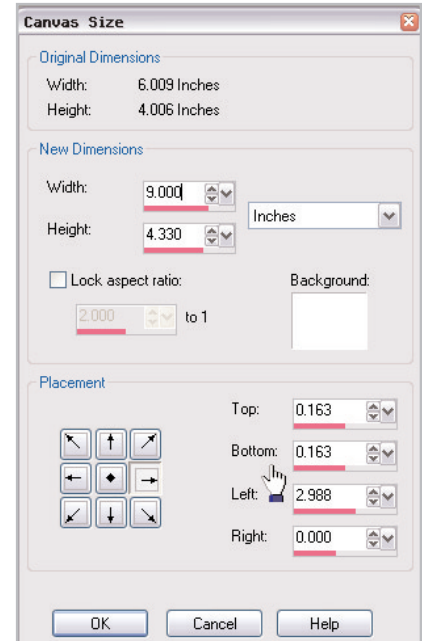 Canvas Size
Original Dimensions
Width: 6.009 Inches
Height: 4.006 Inches
New Dimensions
Width: 9.000
Inches
Height: 4.330
Lock aspect ratio:
Background:
2.000 to 1
Placement
Top: 0.163
Bottom: 0.163
Left: 2.988
Right: 0.000
OK Cancel Help